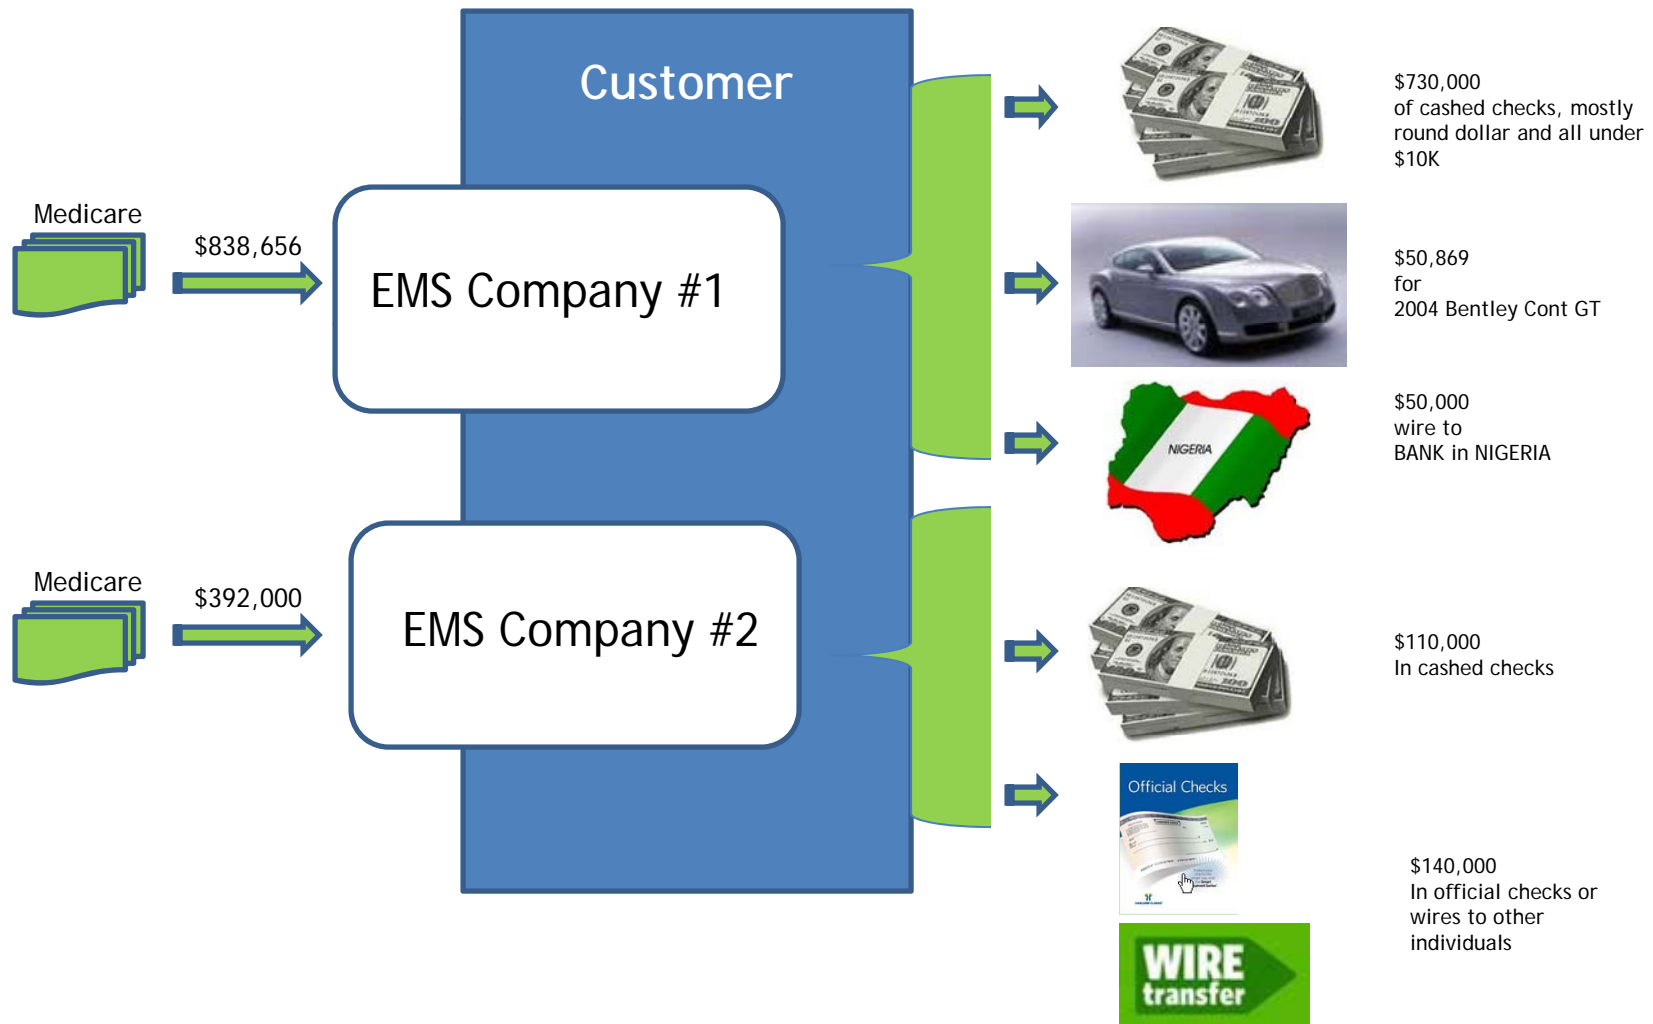 Customer
$730,000
of cashed checks, mostly
round dollar and all under
$10K
Medicare
$838,656
EMS Company #1
$50,869
for
2004 Bentley Cont GT
NIGERIA
$50,000
wire to
BANK in NIGERIA
Medicare
$392,000
EMS Company #2
$110,000
In cashed checks
Official Checks
$140,000
In official checks or
wires to other
individuals
WIRE
transfer